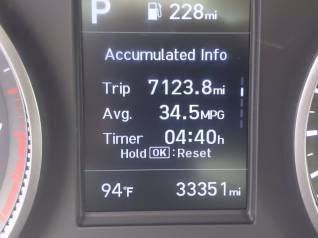 P 228mi
Accumulated Info
Trip 7123.8mi
Avg. 34.5MPG
Timer 04:40h
Hold OK:Reset
94°F 33351mi